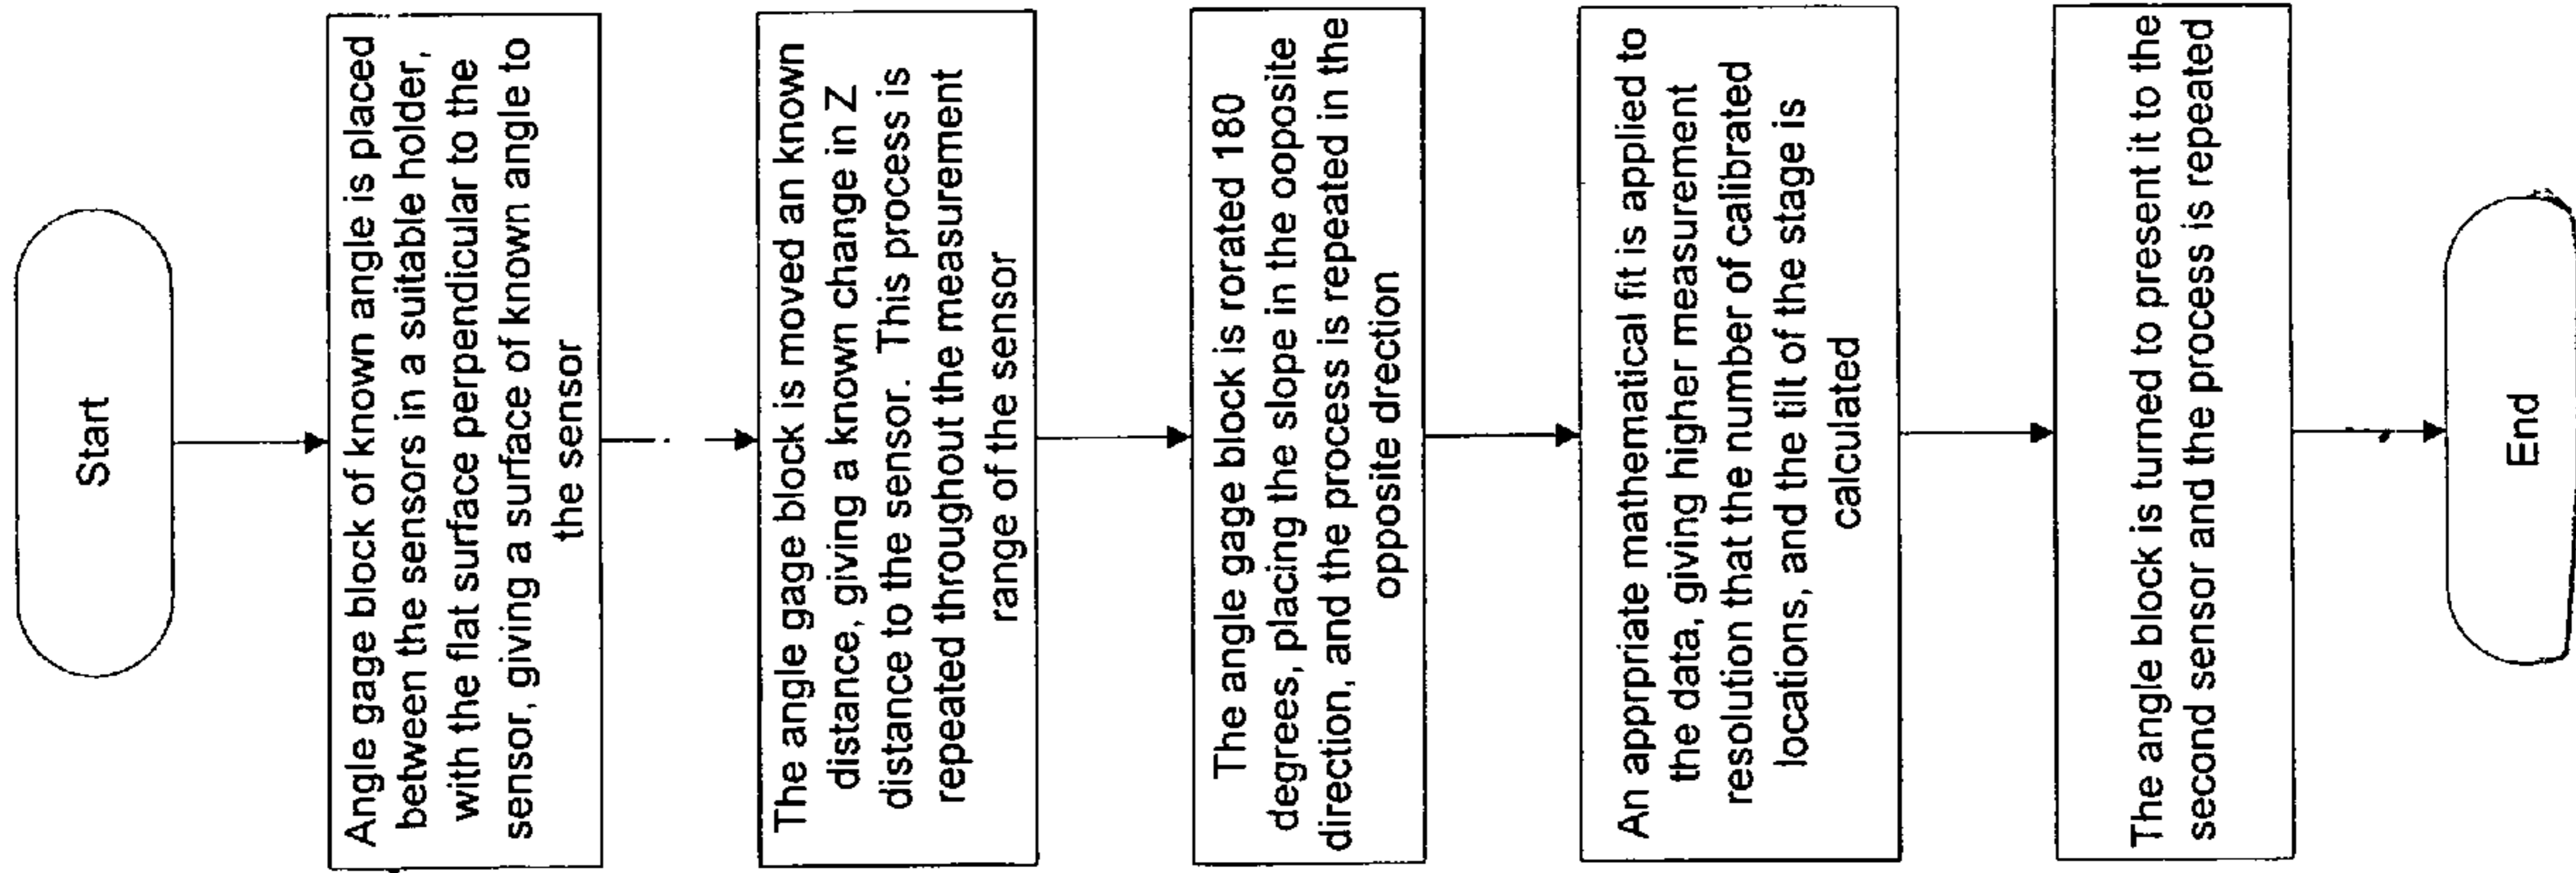 Start
Angle gage block of known angle is placed
between the sensors in a suitable holder,
with the flat surface perpendicular to the
sensor, giving a surface of known angle to
the sensor
The angle gage block is moved an known
distance, giving a known change in Z
distance to the sensor. This process is
repeated throughout the measurement
range of the sensor
The angle gage block is rorated 180
degrees, placing the slope in the ooposite
direction, and the process is repeated in the
opposite drection
An apprpriate mathematical fit is applied to
the data, giving higher measurement
resolution that the number of calibrated
locations, and the tilt of the stage is
calculated
The angle block is turned to present it to the
second sensor and the process is repeated
End